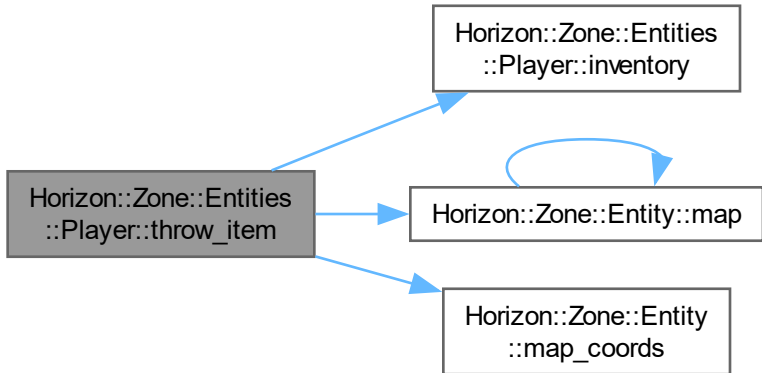 Horizon::Zone::Entities
::Player::inventory
Horizon::Zone::Entities
::Player::throw_item
Horizon::Zone::Entity::map
Horizon::Zone::Entity
::map_coords